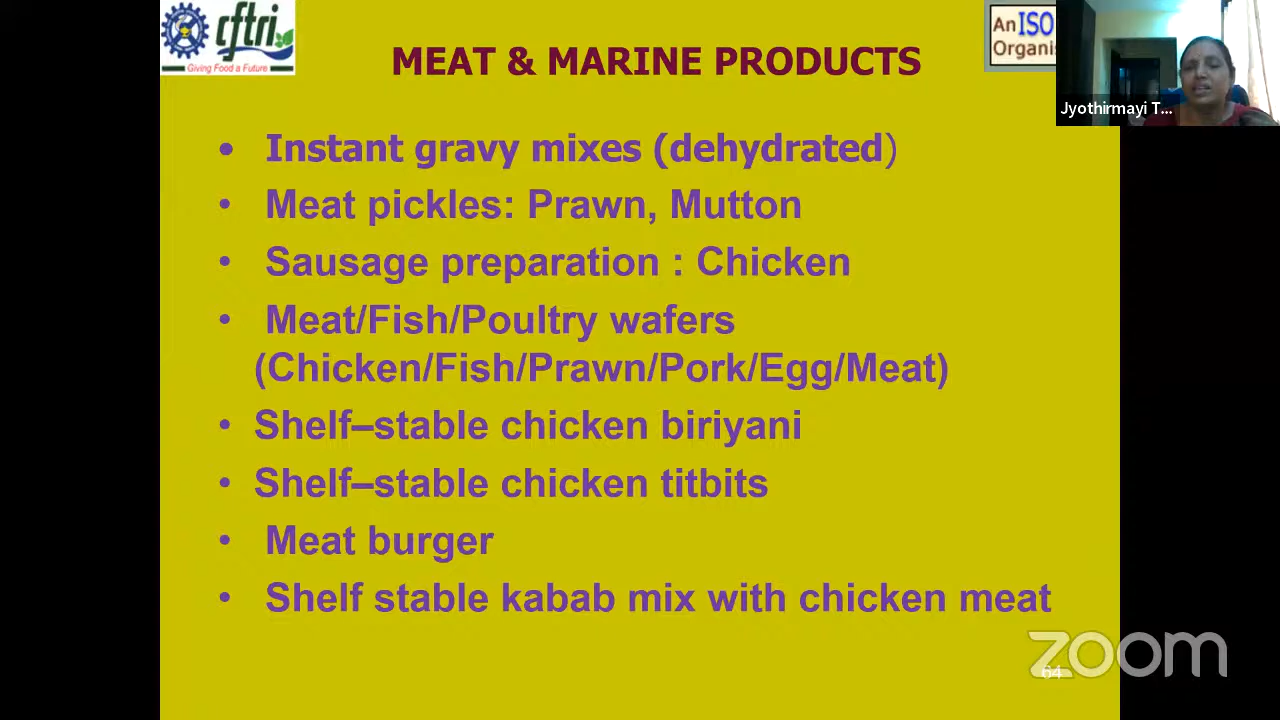 cftri
Giving Food a Future
An ISO
Organis
MEAT & MARINE PRODUCTS
Jyothirmayi T...
• Instant gravy mixes (dehydrated)
• Meat pickles: Prawn, Mutton
• Sausage preparation : Chicken
• Meat/Fish/Poultry wafers
(Chicken/Fish/Prawn/Pork/Egg/Meat)
• Shelf–stable chicken biriyani
• Shelf–stable chicken titbits
• Meat burger
• Shelf stable kabab mix with chicken meat
zoom
64